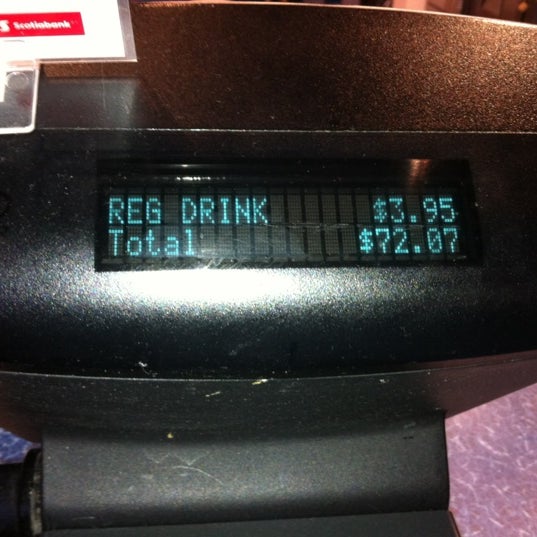 Scotiabank
REG DRINK $3.95
Total $72.07